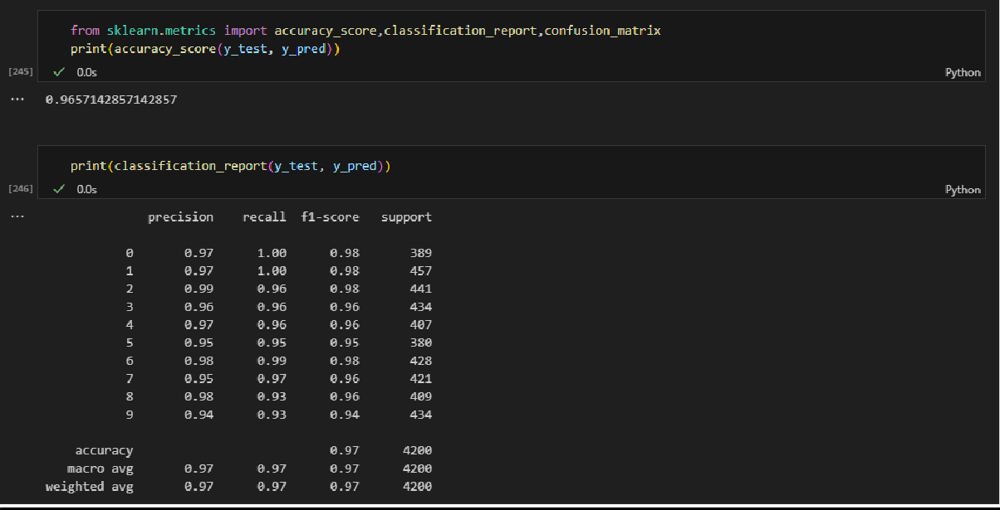 from sklearn.metrics import accuracy_score,classification_report,confusion_matrix
print(accuracy_score(y_test, y_pred))
[245] ✓ 0.0s Python
... 0.9657142857142857
print(classification_report(y_test, y_pred))
[246] ✓ 0.0s Python
... precision recall f1-score support
0 0.97 1.00 0.98 389
1 0.97 1.00 0.98 457
2 0.99 0.96 0.98 441
3 0.96 0.96 0.96 434
4 0.97 0.96 0.96 407
5 0.95 0.95 0.95 380
6 0.98 0.99 0.98 428
7 0.95 0.97 0.96 421
8 0.98 0.93 0.96 409
9 0.94 0.93 0.94 434
accuracy 0.97 4200
macro avg 0.97 0.97 0.97 4200
weighted avg 0.97 0.97 0.97 4200